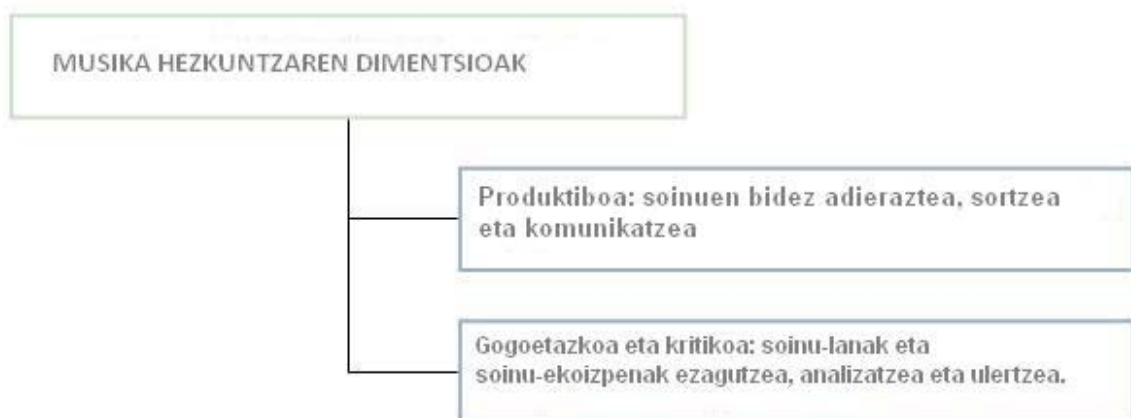 MUSIKA HEZKUNTZAREN DIMENTSIOAK
Produktiboa: soinuen bidez adieraztea, sortzea
eta komunikatzea
Gogoetazkoa eta kritikoa: soinu-lanak eta
soinu-ekoizpenak ezagutzea, analizatzea eta ulertzea.